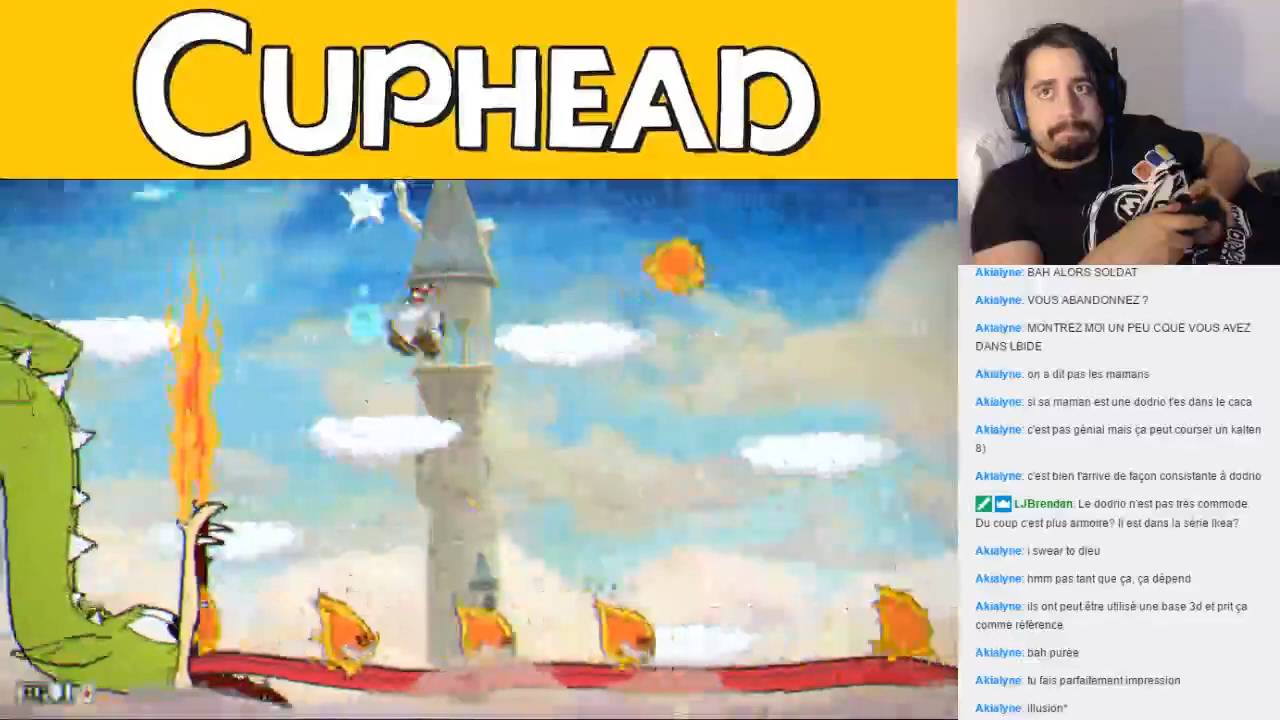 CUPHEAD
Akialyne: BAH ALORS SOLDAT
Akialyne: VOUS ABANDONNEZ ?
Akialyne: MONTREZ MOI UN PEU CQUE VOUS AVEZ
DANS LBIDE
Akialyne: on a dit pas les mamans
Akialyne: si sa maman est une dodrio t'es dans le caca
Akialyne: c'est pas génial mais ça peut courser un kalten
8)
Akialyne: c'est bien t'arrive de façon consistante à dodrio
LJBrendan: Le dodrio n'est pas très commode.
Du coup c'est plus armoire? Il est dans la série Ikea?
Akialyne: i swear to dieu
Akialyne: hmm pas tant que ça, ça dépend
Akialyne: ils ont peut être utilisé une base 3d et prit ça
comme référence
Akialyne: bah purée
Akialyne: tu fais parfaitement impression
Akialyne: illusion*